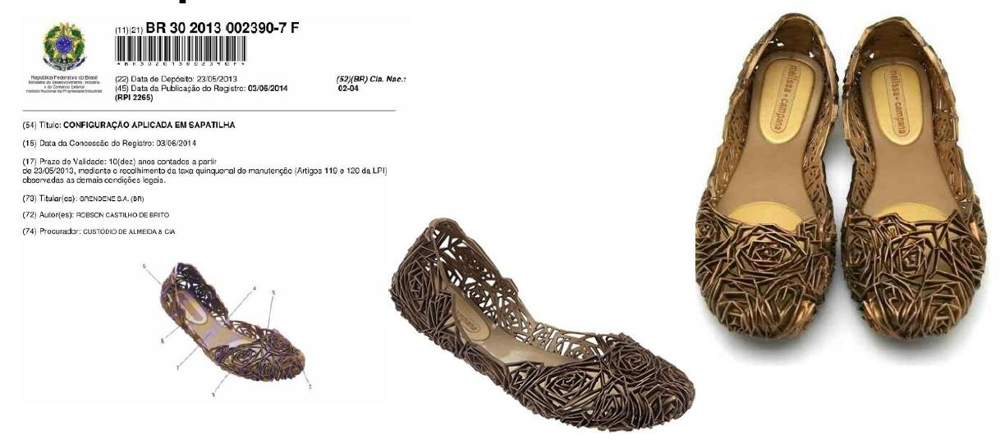 (11)(21) BR 30 2013 002390-7 F
*BR302013002390F*
República Federativa do Brasil
Ministério do Desenvolvimento, Indústria
e do Comércio Exterior
Instituto Nacional da Propriedade Industrial
(22) Data de Depósito: 23/05/2013
(45) Data da Publicação do Registro: 03/06/2014
(RPI 2265)
(52)(BR) Cla. Nac.:
02-04
(54) Título: CONFIGURAÇÃO APLICADA EM SAPATILHA
(15) Data da Concessão do Registro: 03/06/2014
(17) Prazo de Validade: 10(dez) anos contados a partir
de 23/05/2013, mediante o recolhimento da taxa quinquenal de manutenção (Artigos 119 e 120 da LPI)
observadas as demais condições legais.
(73) Titular(es): GRENDENE S.A. (BR)
(72) Autor(es): ROBSON CASTILHO DE BRITO
(74) Procurador: CUSTÓDIO DE ALMEIDA & CIA
4
7
2
campana
melissa + campana
melissa + campana